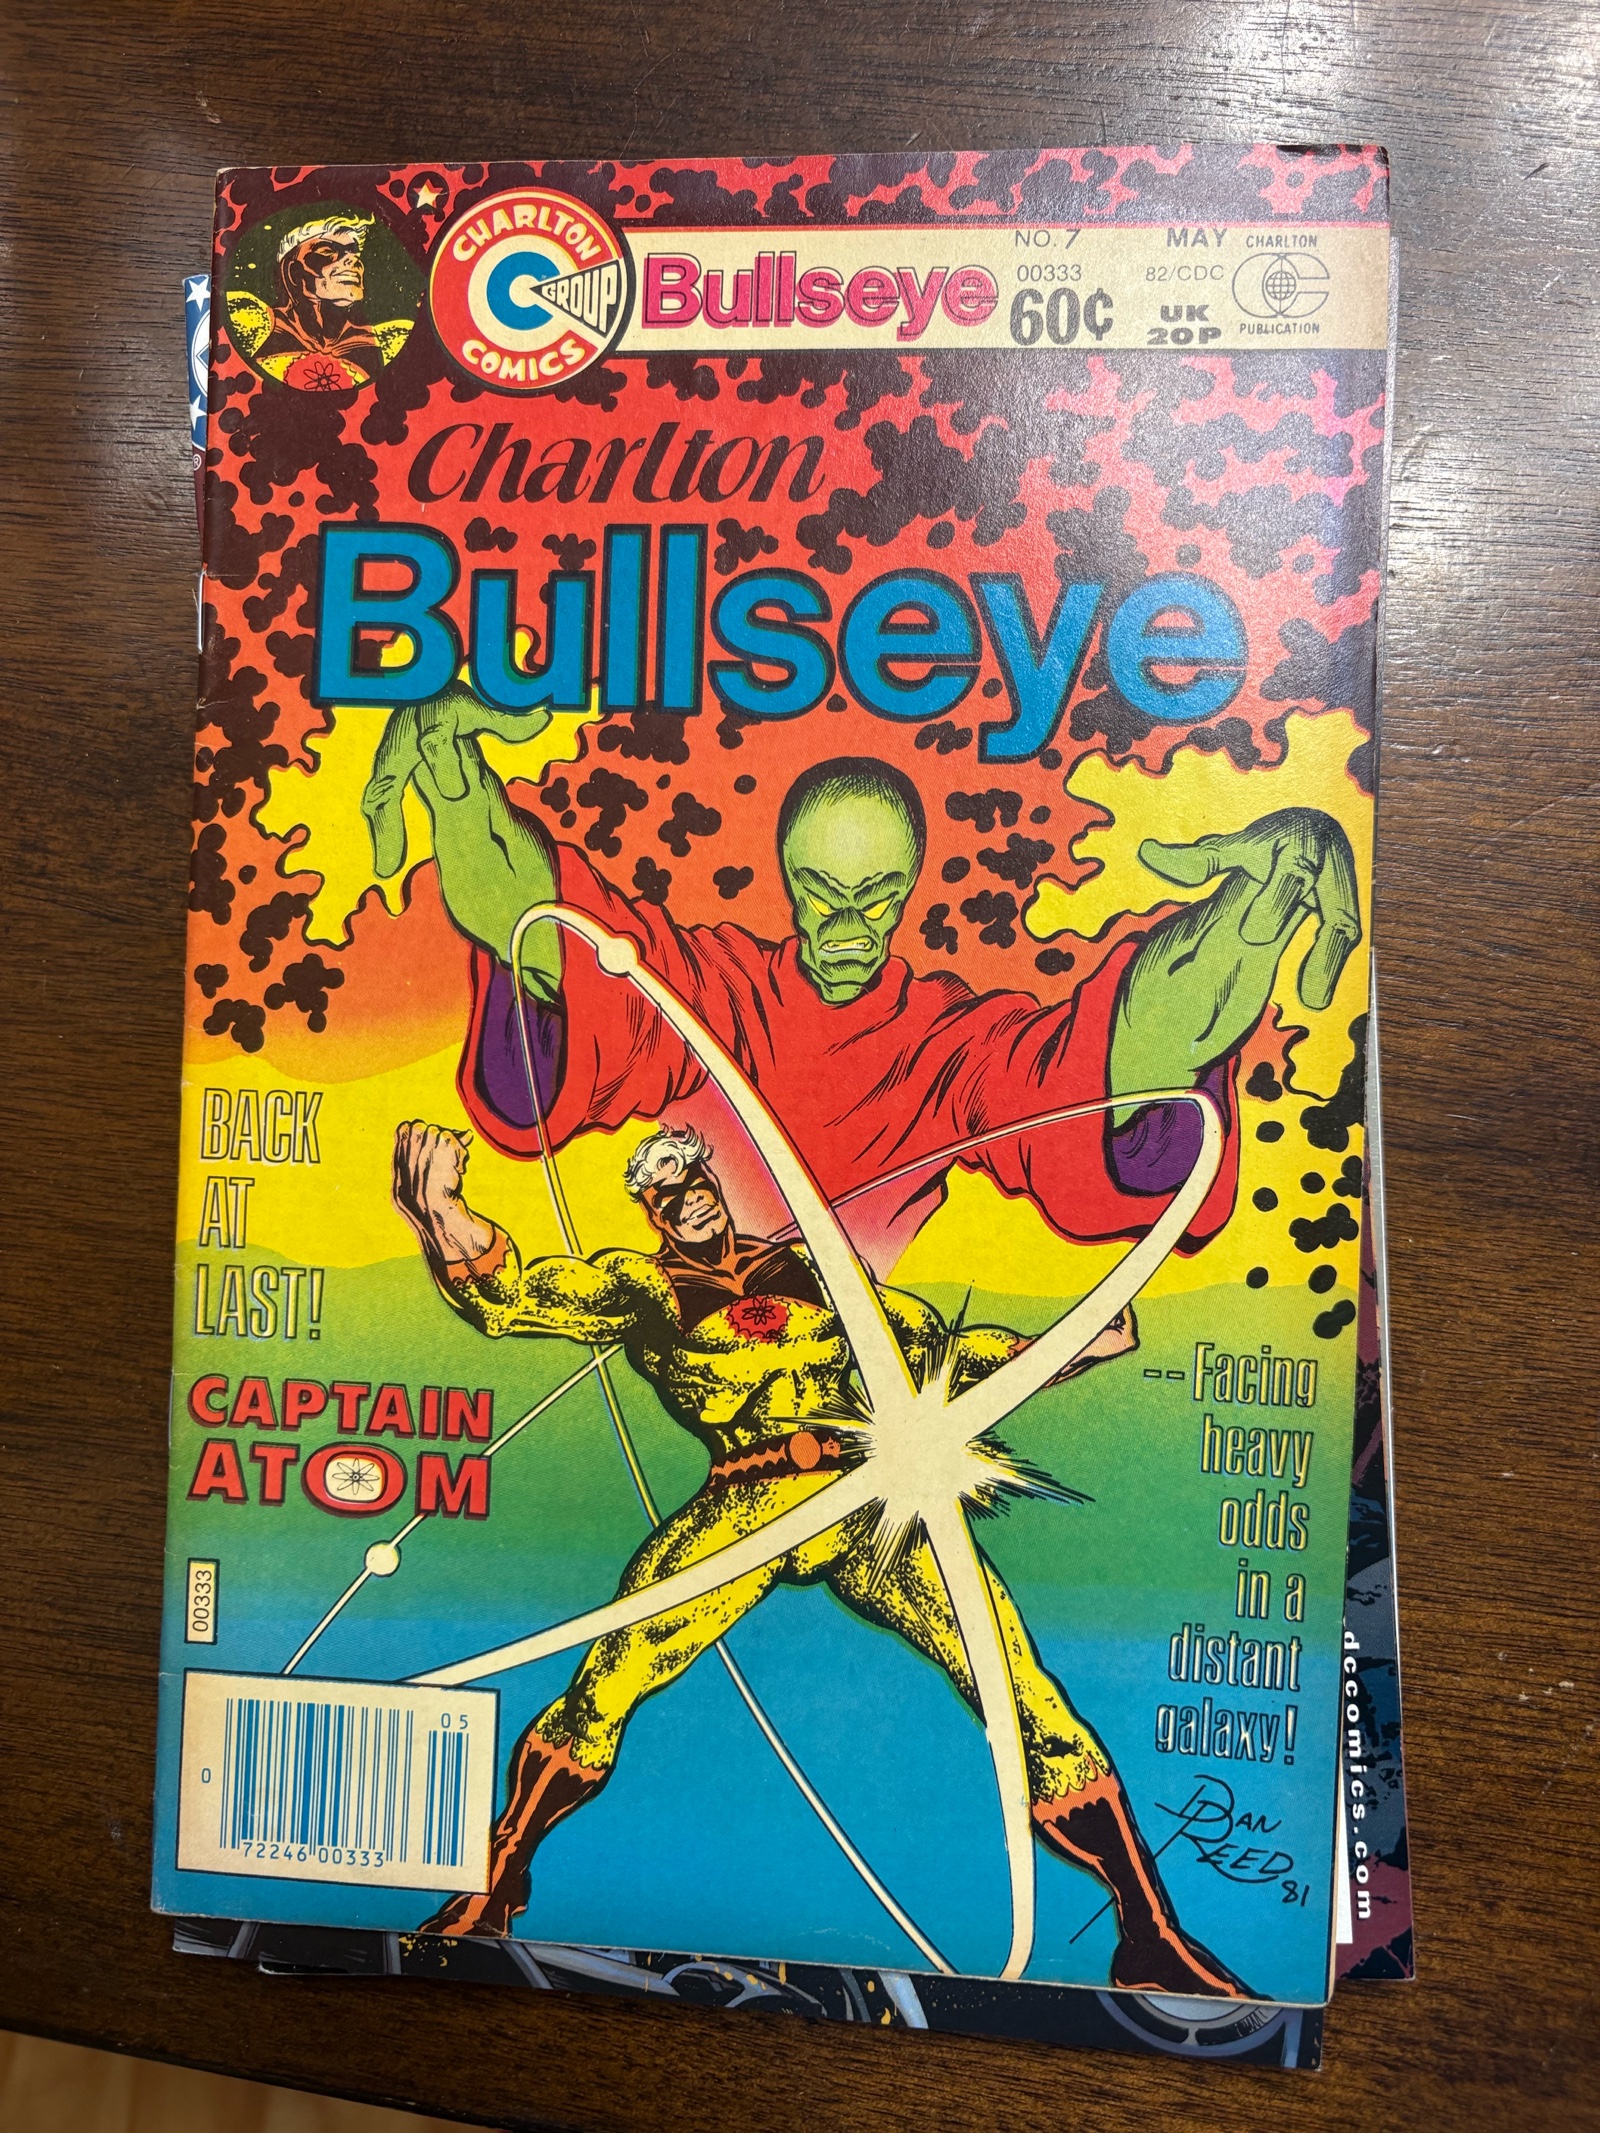 CHARLTON
COMICS
GROUP
C
Bullseye
NO. 7
00333
60¢
MAY
82/CDC
UK
20P
CHARLTON
PUBLICATION
Charlton
Bullseye
BACK
AT
LAST!
CAPTAIN
ATOM
--Facing
heavy
odds
in a
distant
galaxy!
00333
05
0
72246 00333
DAN
REED
81
®
dccomics.com